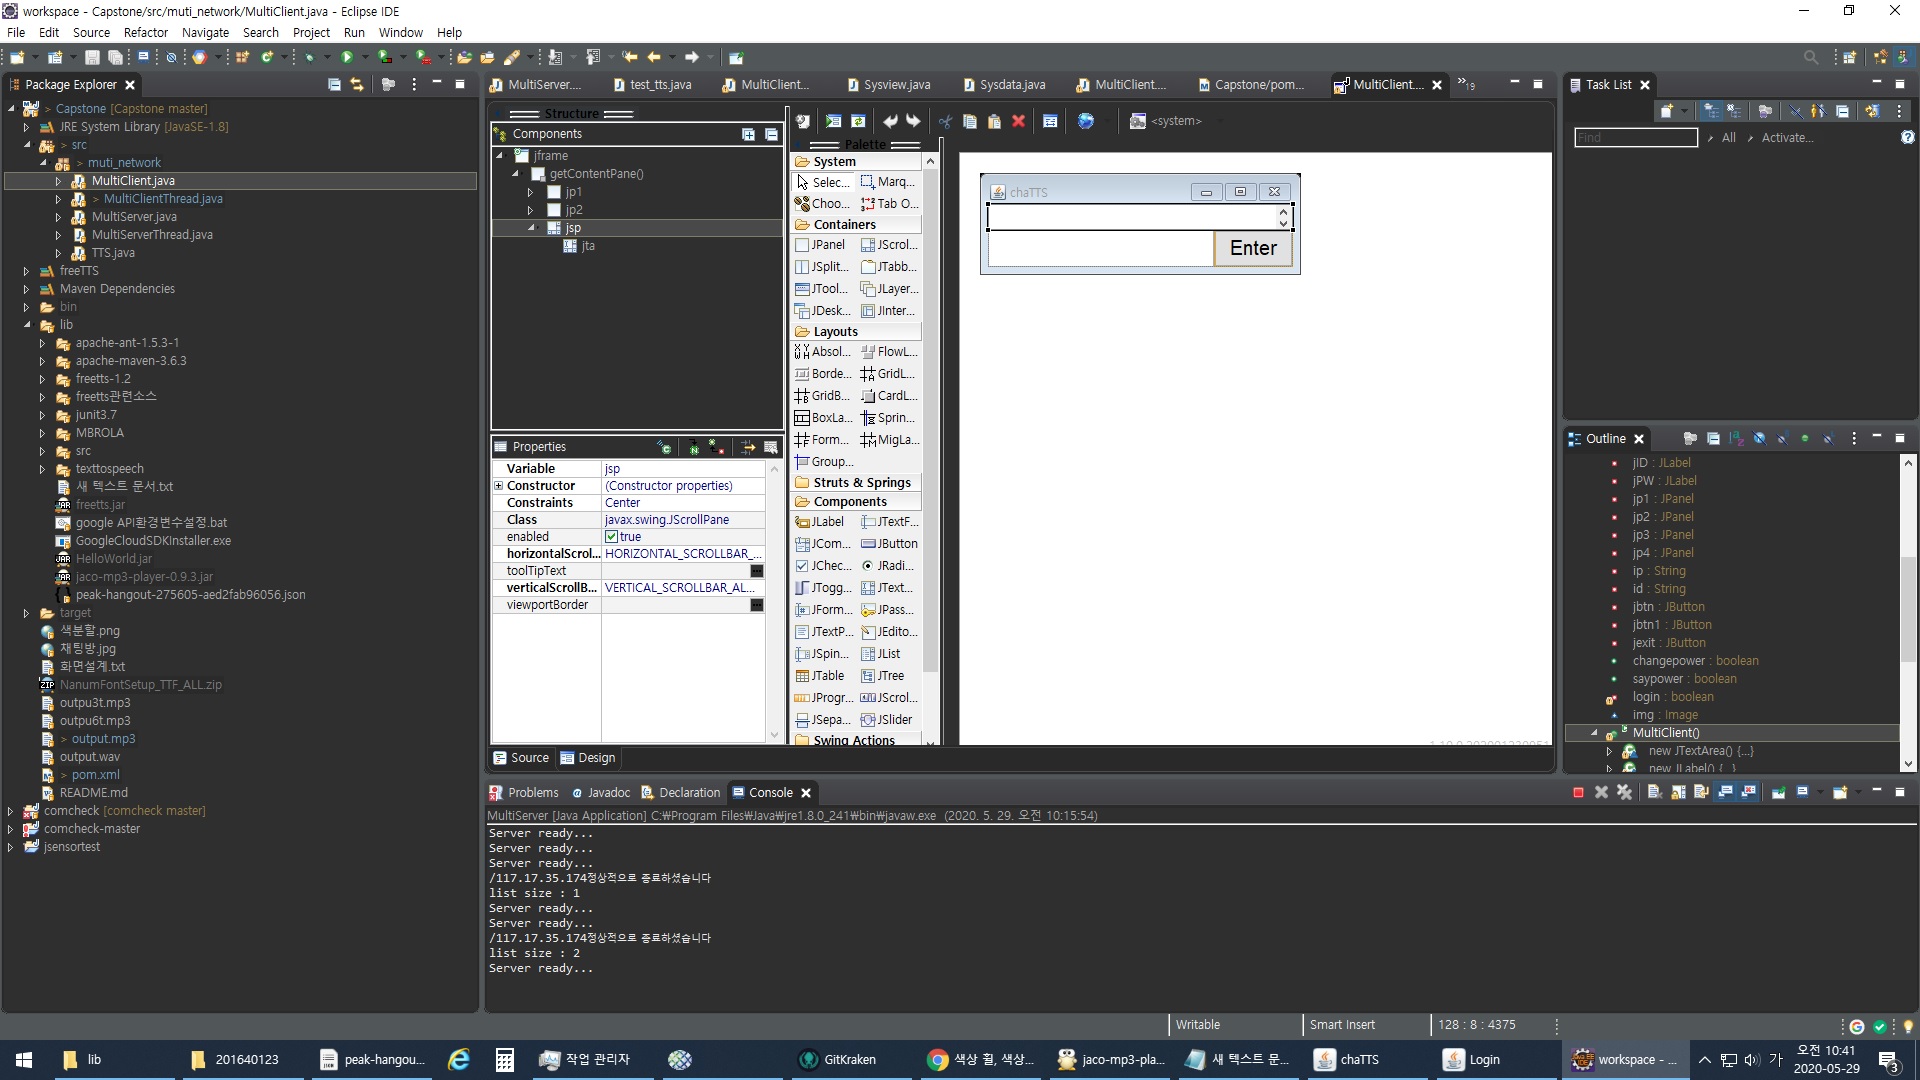 workspace - Capstone/src/muti_network/MultiClient.java - Eclipse IDE
File Edit Source Refactor Navigate Search Project Run Window Help
Package Explorer
Capstone [Capstone master]
JRE System Library [JavaSE-1.8]
> src
> muti_network
MultiClient.java
> MultiClientThread.java
MultiServer.java
MultiServerThread.java
TTS.java
freeTTS
Maven Dependencies
bin
lib
apache-ant-1.5.3-1
apache-maven-3.6.3
freetts-1.2
freetts관련소스
junit3.7
MBROLA
src
texttospeech
새 텍스트 문서.txt
freetts.jar
google API환경변수설정.bat
GoogleCloudSDKInstaller.exe
HelloWorld.jar
jaco-mp3-player-0.9.3.jar
peak-hangout-275605-aed2fab96056.json
target
색분할.png
채팅방.jpg
화면설계.txt
NanumFontSetup_TTF_ALL.zip
outpu3t.mp3
outpu6t.mp3
> output.mp3
output.wav
> pom.xml
README.md
comcheck [comcheck master]
comcheck-master
jsensortest
MultiServer.... test_tts.java MultiClient.... Sysview.java Sysdata.java MultiClient.... Capstone/pom... MultiClient.... »19
Structure
Components
jframe
getContentPane()
jp1
jp2
jsp
jta
Properties
Variable jsp
Constructor (Constructor properties)
Constraints Center
Class javax.swing.JScrollPane
enabled true
horizontalScrol... HORIZONTAL_SCROLLBAR_...
toolTipText
verticalScrollB... VERTICAL_SCROLLBAR_AL...
viewportBorder
<system>
Palette
System
Selec... Marq...
Choo... Tab O...
Containers
JPanel JScrol...
JSplit... JTabb...
JTool... JLayer...
JDesk... JInter...
Layouts
Absol... FlowL...
Borde... GridL...
GridB... CardL...
BoxLa... Sprin...
Form... MigLa...
Group...
Struts & Springs
Components
JLabel JTextF...
JCom... JButton
JChec... JRadi...
JTogg... JText...
JForm... JPass...
JTextP... JEdito...
JSpin... JList
JTable JTree
JProgr... JScrol...
JSepa... JSlider
Swing Actions
chaTTS
Enter
Source Design
Task List
Find All Activate...
Outline
jID : JLabel
jPW : JLabel
jp1 : JPanel
jp2 : JPanel
jp3 : JPanel
jp4 : JPanel
ip : String
id : String
jbtn : JButton
jbtn1 : JButton
jexit : JButton
changepower : boolean
saypower : boolean
login : boolean
img : Image
MultiClient()
new JTextArea() {...}
new JLabel() {...}
Problems Javadoc Declaration Console
MultiServer [Java Application] C:₩Program Files₩Java₩jre1.8.0_241₩bin₩javaw.exe (2020. 5. 29. 오전 10:15:54)
Server ready...
Server ready...
Server ready...
/117.17.35.174정상적으로 종료하셨습니다
list size : 1
Server ready...
Server ready...
/117.17.35.174정상적으로 종료하셨습니다
list size : 2
Server ready...
Writable Smart Insert 128 : 8 : 4375
lib 201640123 peak-hangou... 작업 관리자 GitKraken 색상 휠, 색상... jaco-mp3-pla... 새 텍스트 문... chaTTS Login workspace - ... 가 오전 10:41
2020-05-29
3